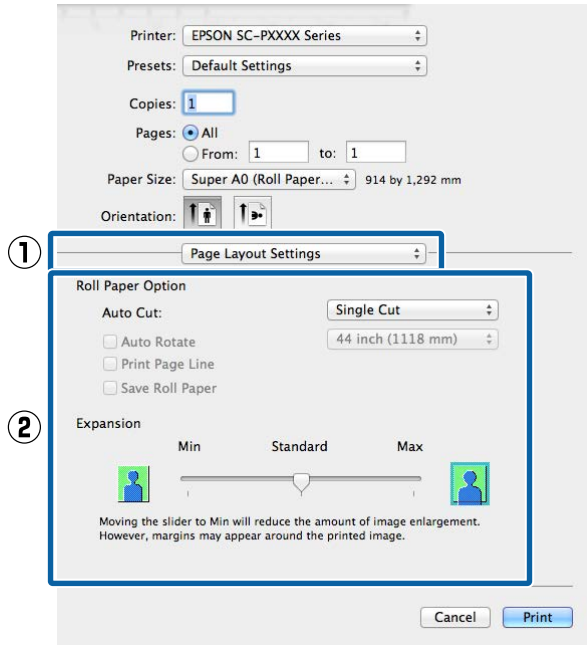 Printer: EPSON SC-PXXXX Series
Presets: Default Settings
Copies: 1
Pages: All
From: 1 to: 1
Paper Size: Super A0 (Roll Paper... 914 by 1,292 mm
Orientation:
① Page Layout Settings
Roll Paper Option
Auto Cut: Single Cut
Auto Rotate 44 inch (1118 mm)
Print Page Line
Save Roll Paper
②
Expansion
Min Standard Max
Moving the slider to Min will reduce the amount of image enlargement.
However, margins may appear around the printed image.
Cancel Print